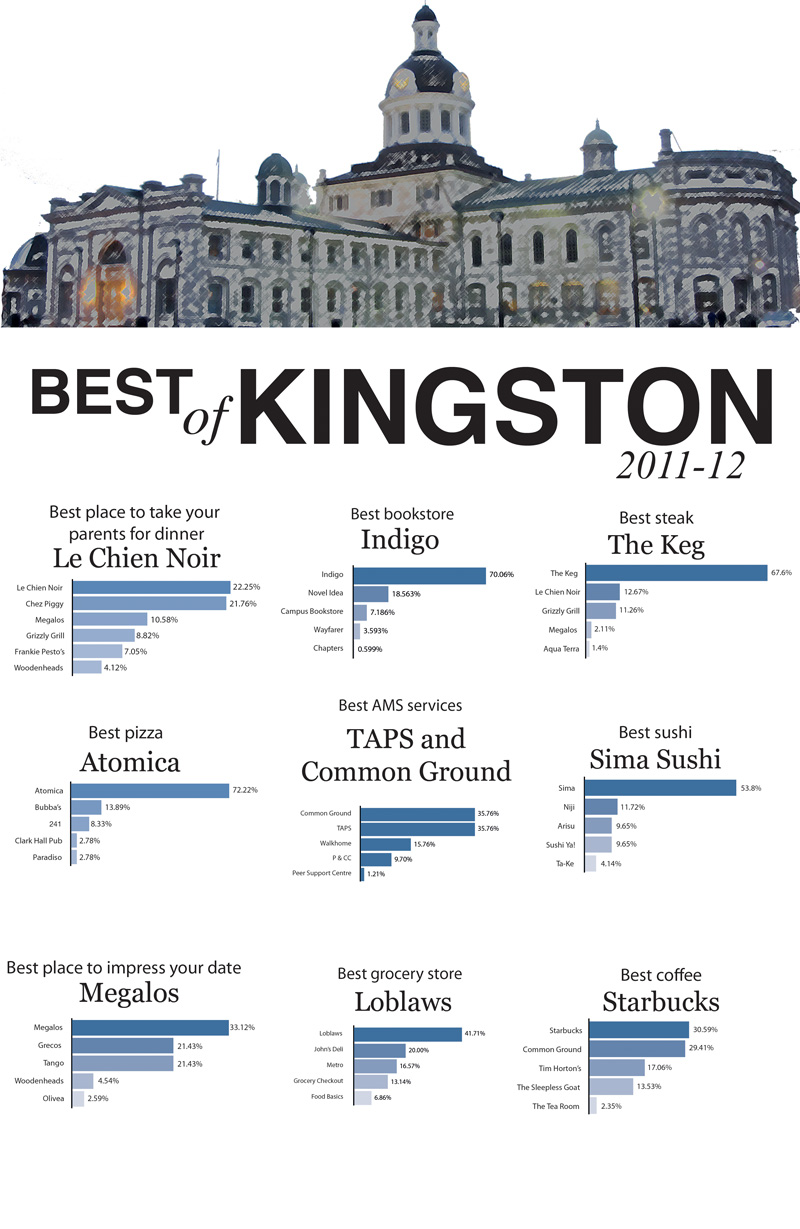 BEST of KINGSTON
2011-12
Best place to take your
parents for dinner
Le Chien Noir
Le Chien Noir 22.25%
Chez Piggy 21.76%
Megalos 10.58%
Grizzly Grill 8.82%
Frankie Pesto's 7.05%
Woodenheads 4.12%
Best bookstore
Indigo
Indigo 70.06%
Novel Idea 18.563%
Campus Bookstore 7.186%
Wayfarer 3.593%
Chapters 0.599%
Best steak
The Keg
The Keg 67.6%
Le Chien Noir 12.67%
Grizzly Grill 11.26%
Megalos 2.11%
Aqua Terra 1.4%
Best pizza
Atomica
Atomica 72.22%
Bubba's 13.89%
241 8.33%
Clark Hall Pub 2.78%
Paradiso 2.78%
Best AMS services
TAPS and
Common Ground
Common Ground 35.76%
TAPS 35.76%
Walkhome 15.76%
P & CC 9.70%
Peer Support Centre 1.21%
Best sushi
Sima Sushi
Sima 53.8%
Niji 11.72%
Arisu 9.65%
Sushi Ya! 9.65%
Ta-Ke 4.14%
Best place to impress your date
Megalos
Megalos 33.12%
Grecos 21.43%
Tango 21.43%
Woodenheads 4.54%
Olivea 2.59%
Best grocery store
Loblaws
Loblaws 41.71%
John's Deli 20.00%
Metro 16.57%
Grocery Checkout 13.14%
Food Basics 6.86%
Best coffee
Starbucks
Starbucks 30.59%
Common Ground 29.41%
Tim Horton's 17.06%
The Sleepless Goat 13.53%
The Tea Room 2.35%